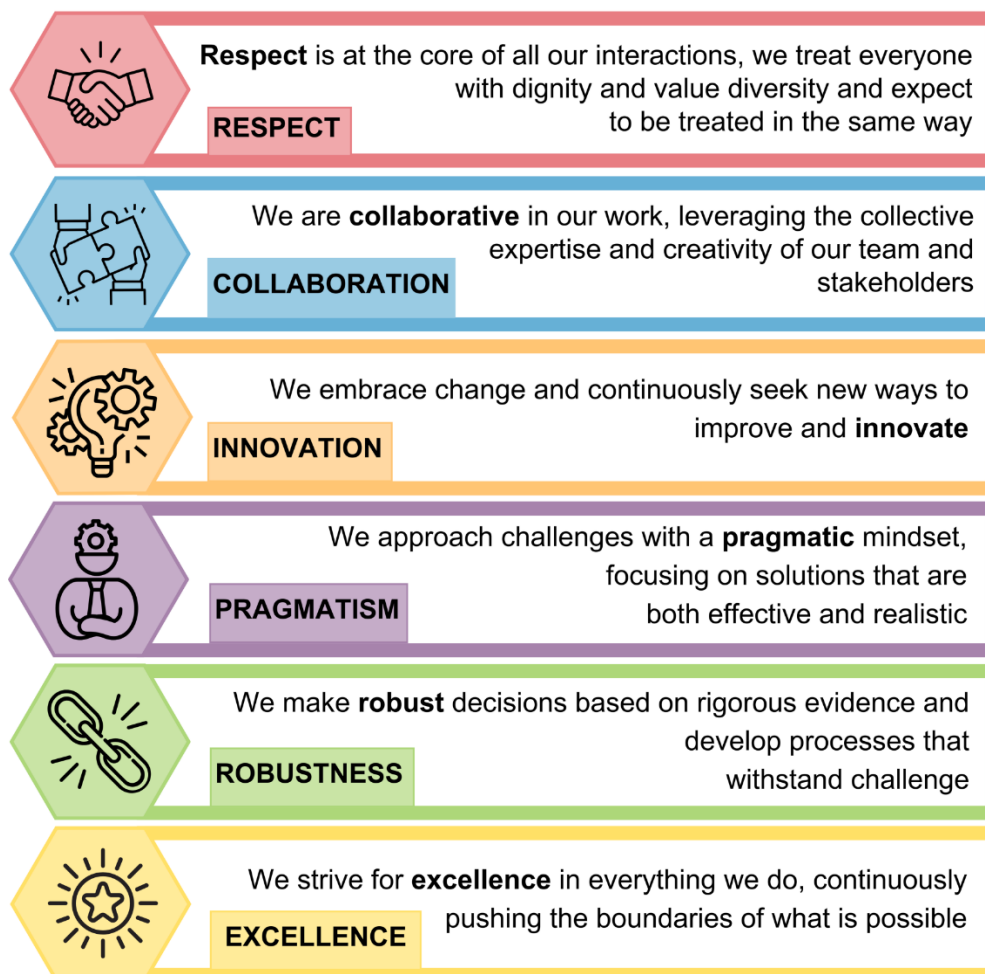 Respect is at the core of all our interactions, we treat everyone
with dignity and value diversity and expect
to be treated in the same way
RESPECT
We are collaborative in our work, leveraging the collective
expertise and creativity of our team and
stakeholders
COLLABORATION
We embrace change and continuously seek new ways to
improve and innovate
INNOVATION
We approach challenges with a pragmatic mindset,
focusing on solutions that are
both effective and realistic
PRAGMATISM
We make robust decisions based on rigorous evidence and
develop processes that
withstand challenge
ROBUSTNESS
We strive for excellence in everything we do, continuously
pushing the boundaries of what is possible
EXCELLENCE